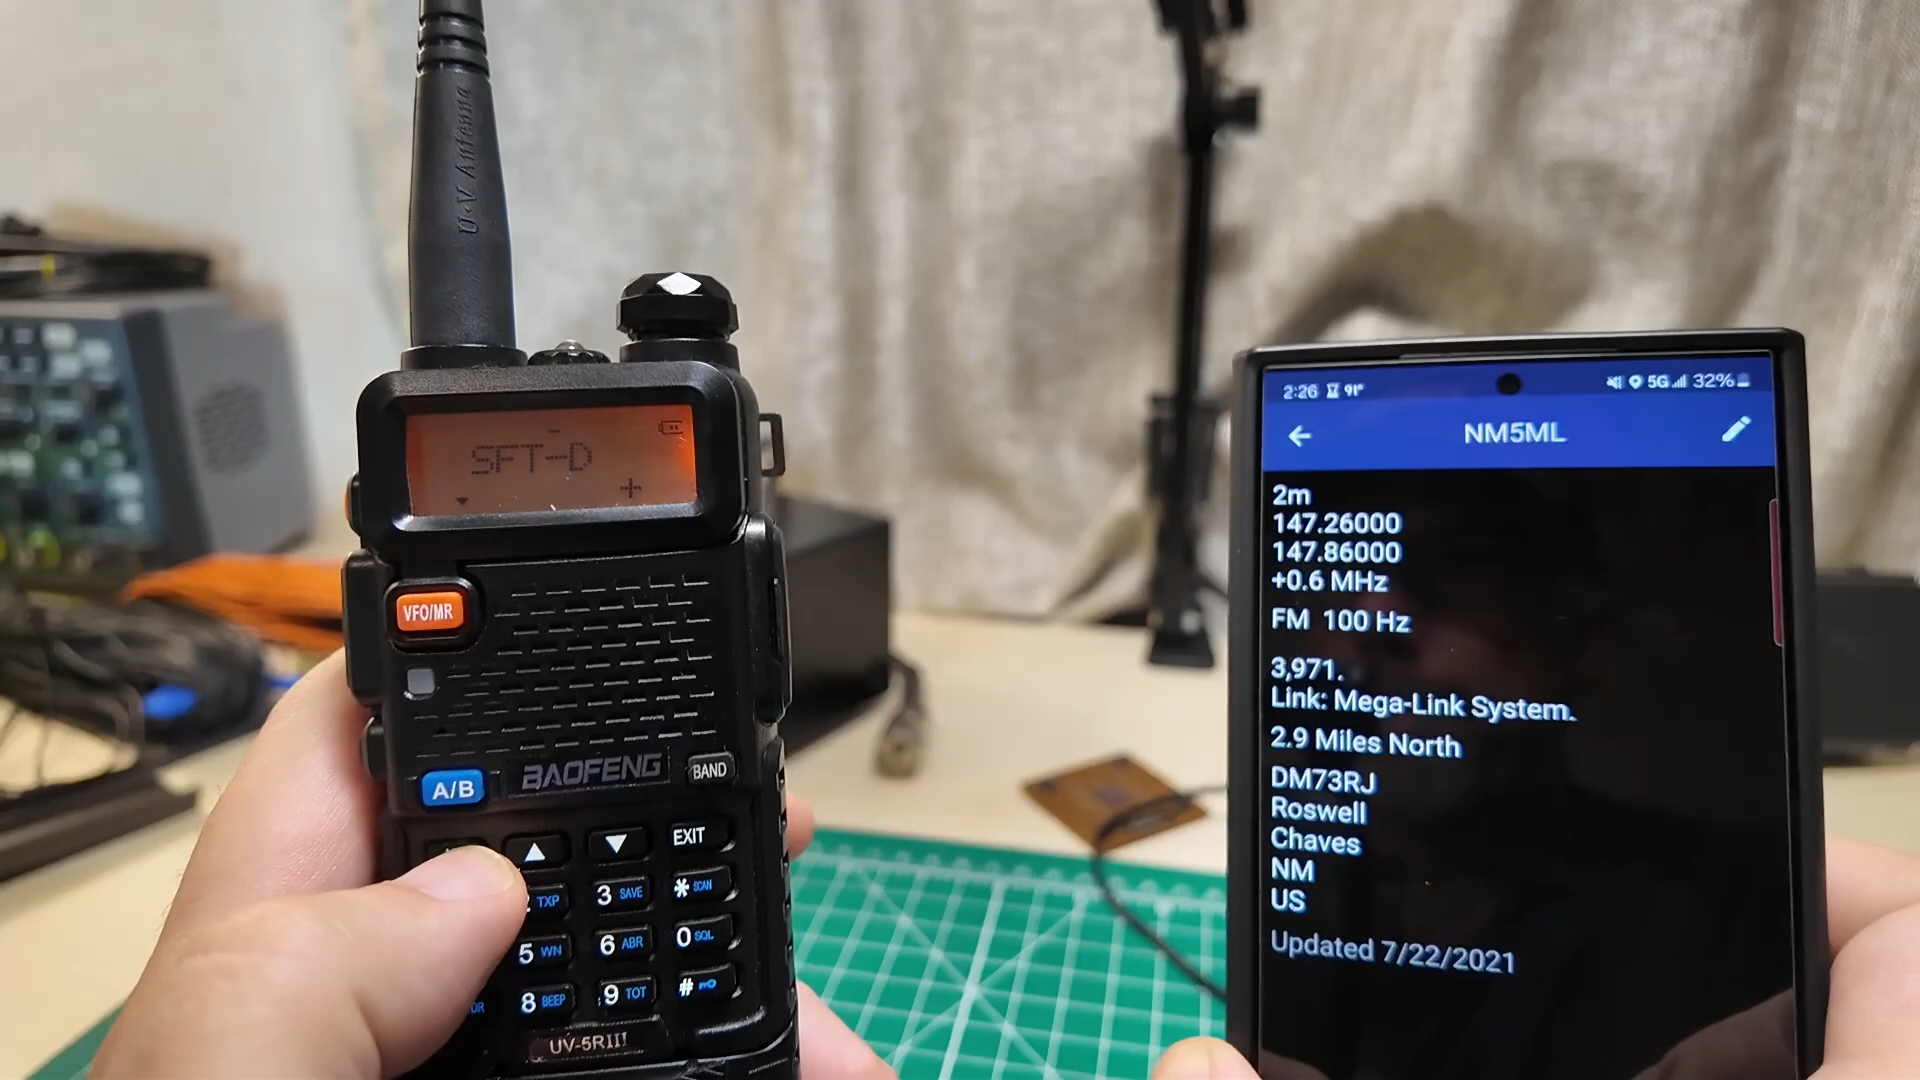 U·V Antenna
SFT-D
+
VFO/MR
A/B
BAOFENG
BAND
EXIT
TXP
3 SAVE
* SCAN
5 WN
6 ABR
0 SQL
8 BEEP
9 TOT
#
UV-5RIII
2:26 91° 5G 32%
NM5ML
2m
147.26000
147.86000
+0.6 MHz
FM 100 Hz
3,971.
Link: Mega-Link System.
2.9 Miles North
DM73RJ
Roswell
Chaves
NM
US
Updated 7/22/2021